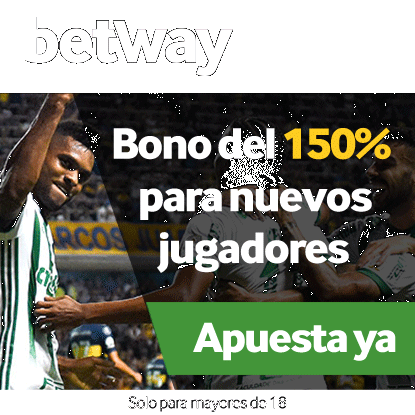 betway
Bono del 150%
para nuevos
jugadores
Apuesta ya
Solo para mayores de 18